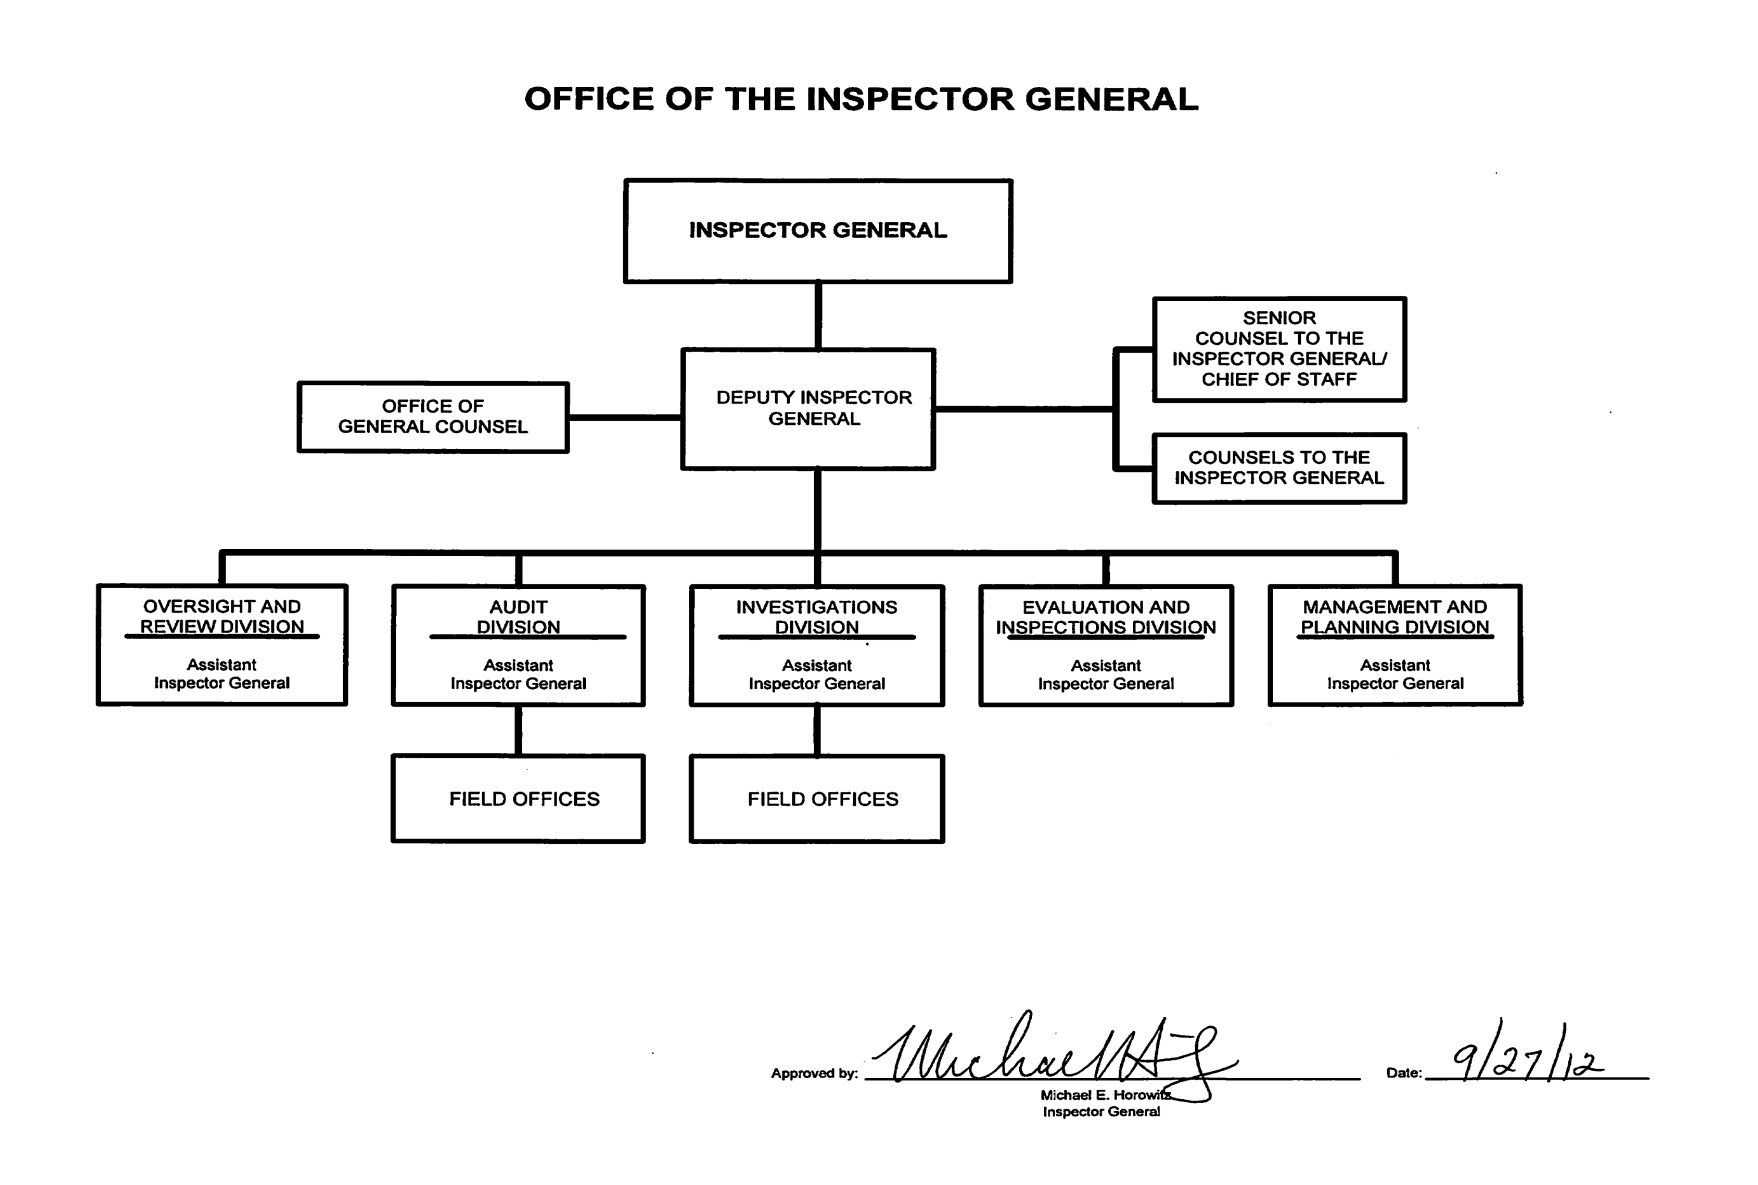 OFFICE OF THE INSPECTOR GENERAL
INSPECTOR GENERAL
SENIOR
COUNSEL TO THE
INSPECTOR GENERAL/
CHIEF OF STAFF
DEPUTY INSPECTOR
GENERAL
OFFICE OF
GENERAL COUNSEL
COUNSELS TO THE
INSPECTOR GENERAL
OVERSIGHT AND
REVIEW DIVISION
Assistant
Inspector General
AUDIT
DIVISION
Assistant
Inspector General
INVESTIGATIONS
DIVISION
Assistant
Inspector General
EVALUATION AND
INSPECTIONS DIVISION
Assistant
Inspector General
MANAGEMENT AND
PLANNING DIVISION
Assistant
Inspector General
FIELD OFFICES
FIELD OFFICES
Approved by:
Michael E. Horowitz
Inspector General
Date: 9/27/12